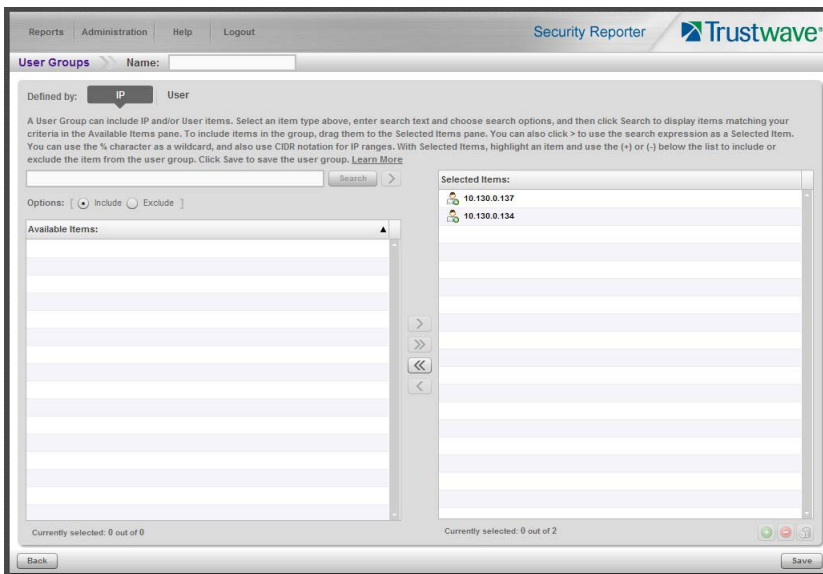 Reports Administration Help Logout
Security Reporter
Trustwave
User Groups Name:
Defined by: IP User
A User Group can include IP and/or User items. Select an item type above, enter search text and choose search options, and then click Search to display items matching your
criteria in the Available Items pane. To include items in the group, drag them to the Selected Items pane. You can also click > to use the search expression as a Selected Item.
You can use the % character as a wildcard, and also use CIDR notation for IP ranges. With Selected Items, highlight an item and use the (+) or (-) below the list to include or
exclude the item from the user group. Click Save to save the user group. Learn More
Search >
Options: [ Include Exclude ]
Available Items:
Currently selected: 0 out of 0
>
>>
<<
<
Selected Items:
10.130.0.137
10.130.0.134
Currently selected: 0 out of 2
Back
Save